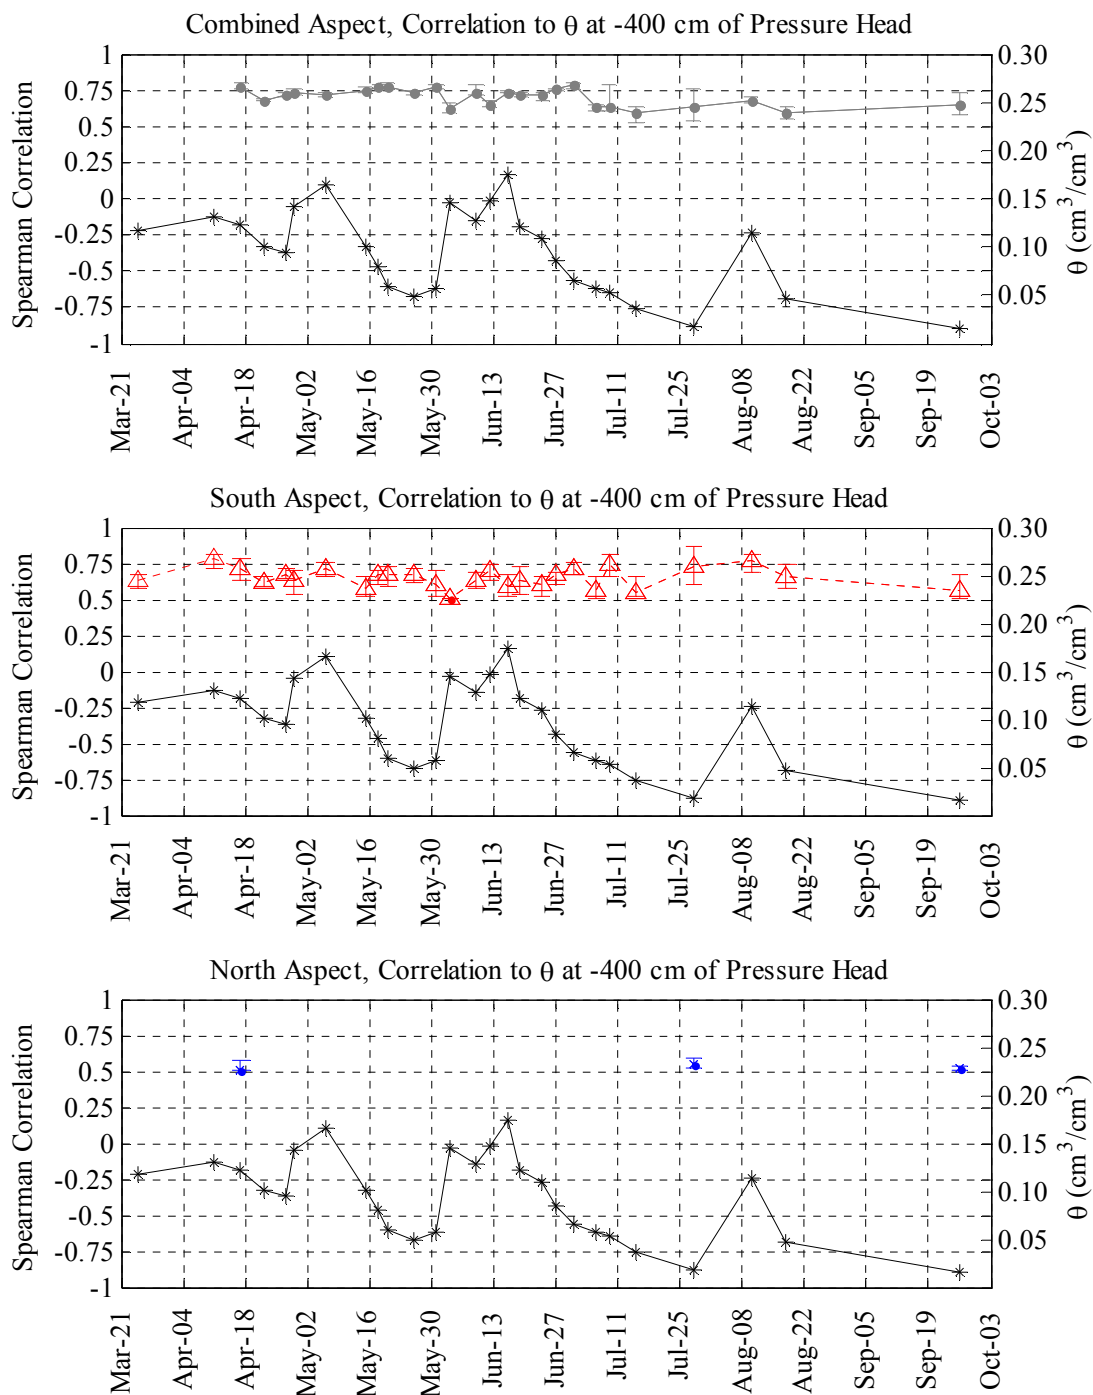 Combined Aspect, Correlation to θ at -400 cm of Pressure Head
1
0.75
0.5
0.25
0
-0.25
-0.5
-0.75
-1
Spearman Correlation
0.30
0.25
0.20
0.15
0.10
0.05
θ (cm³/cm³)
Mar-21
Apr-04
Apr-18
May-02
May-16
May-30
Jun-13
Jun-27
Jul-11
Jul-25
Aug-08
Aug-22
Sep-05
Sep-19
Oct-03
South Aspect, Correlation to θ at -400 cm of Pressure Head
1
0.75
0.5
0.25
0
-0.25
-0.5
-0.75
-1
Spearman Correlation
0.30
0.25
0.20
0.15
0.10
0.05
θ (cm³/cm³)
Mar-21
Apr-04
Apr-18
May-02
May-16
May-30
Jun-13
Jun-27
Jul-11
Jul-25
Aug-08
Aug-22
Sep-05
Sep-19
Oct-03
North Aspect, Correlation to θ at -400 cm of Pressure Head
1
0.75
0.5
0.25
0
-0.25
-0.5
-0.75
-1
Spearman Correlation
0.30
0.25
0.20
0.15
0.10
0.05
θ (cm³/cm³)
Mar-21
Apr-04
Apr-18
May-02
May-16
May-30
Jun-13
Jun-27
Jul-11
Jul-25
Aug-08
Aug-22
Sep-05
Sep-19
Oct-03